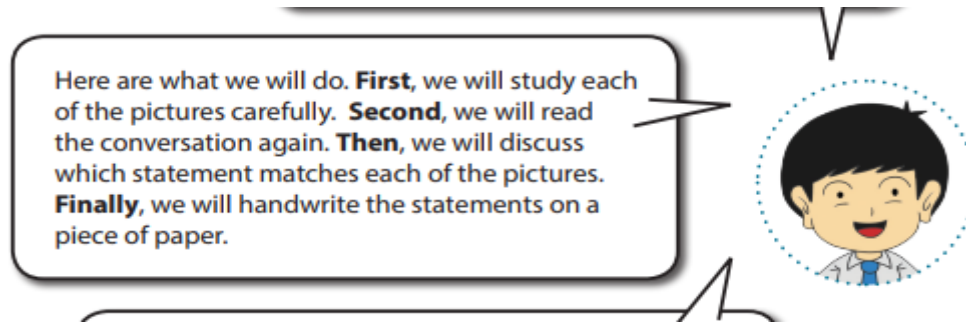 Here are what we will do. First, we will study each
of the pictures carefully. Second, we will read
the conversation again. Then, we will discuss
which statement matches each of the pictures.
Finally, we will handwrite the statements on a
piece of paper.